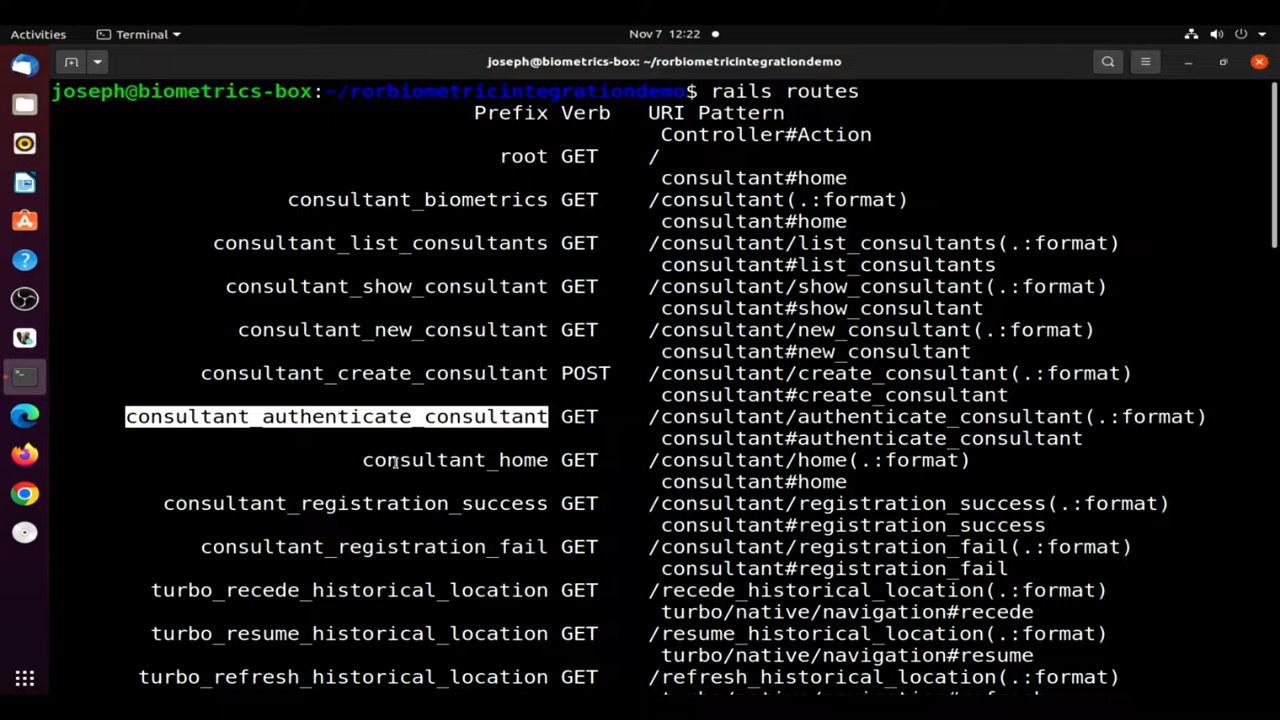 Activities
Terminal
Nov 7 12:22
joseph@biometrics-box: ~/rorbiometricintegrationdemo
joseph@biometrics-box:~/rorbiometricintegrationdemo$ rails routes
Prefix Verb URI Pattern
Controller#Action
root GET /
consultant#home
consultant_biometrics GET /consultant(.:format)
consultant#home
consultant_list_consultants GET /consultant/list_consultants(.:format)
consultant#list_consultants
consultant_show_consultant GET /consultant/show_consultant(.:format)
consultant#show_consultant
consultant_new_consultant GET /consultant/new_consultant(.:format)
consultant#new_consultant
consultant_create_consultant POST /consultant/create_consultant(.:format)
consultant#create_consultant
consultant_authenticate_consultant GET /consultant/authenticate_consultant(.:format)
consultant#authenticate_consultant
consultant_home GET /consultant/home(.:format)
consultant#home
consultant_registration_success GET /consultant/registration_success(.:format)
consultant#registration_success
consultant_registration_fail GET /consultant/registration_fail(.:format)
consultant#registration_fail
turbo_recede_historical_location GET /recede_historical_location(.:format)
turbo/native/navigation#recede
turbo_resume_historical_location GET /resume_historical_location(.:format)
turbo/native/navigation#resume
turbo_refresh_historical_location GET /refresh_historical_location(.:format)